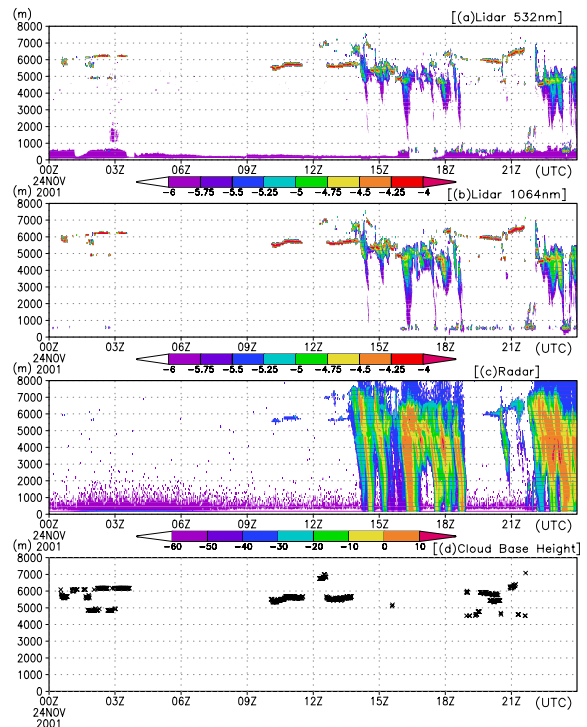 (m) [(a)Lidar 532nm]
8000
7000
6000
5000
4000
3000
2000
1000
0
00Z 03Z 06Z 09Z 12Z 15Z 18Z 21Z (UTC)
24NOV
2001
-6 -5.75 -5.5 -5.25 -5 -4.75 -4.5 -4.25 -4
(m) [(b)Lidar 1064nm]
8000
7000
6000
5000
4000
3000
2000
1000
0
00Z 03Z 06Z 09Z 12Z 15Z 18Z 21Z (UTC)
24NOV
2001
-6 -5.75 -5.5 -5.25 -5 -4.75 -4.5 -4.25 -4
(m) [(c)Radar]
8000
7000
6000
5000
4000
3000
2000
1000
0
00Z 03Z 06Z 09Z 12Z 15Z 18Z 21Z (UTC)
24NOV
2001
-60 -50 -40 -30 -20 -10 0 10
(m) [(d)Cloud Base Height]
8000
7000
6000
5000
4000
3000
2000
1000
0
00Z 03Z 06Z 09Z 12Z 15Z 18Z 21Z (UTC)
24NOV
2001